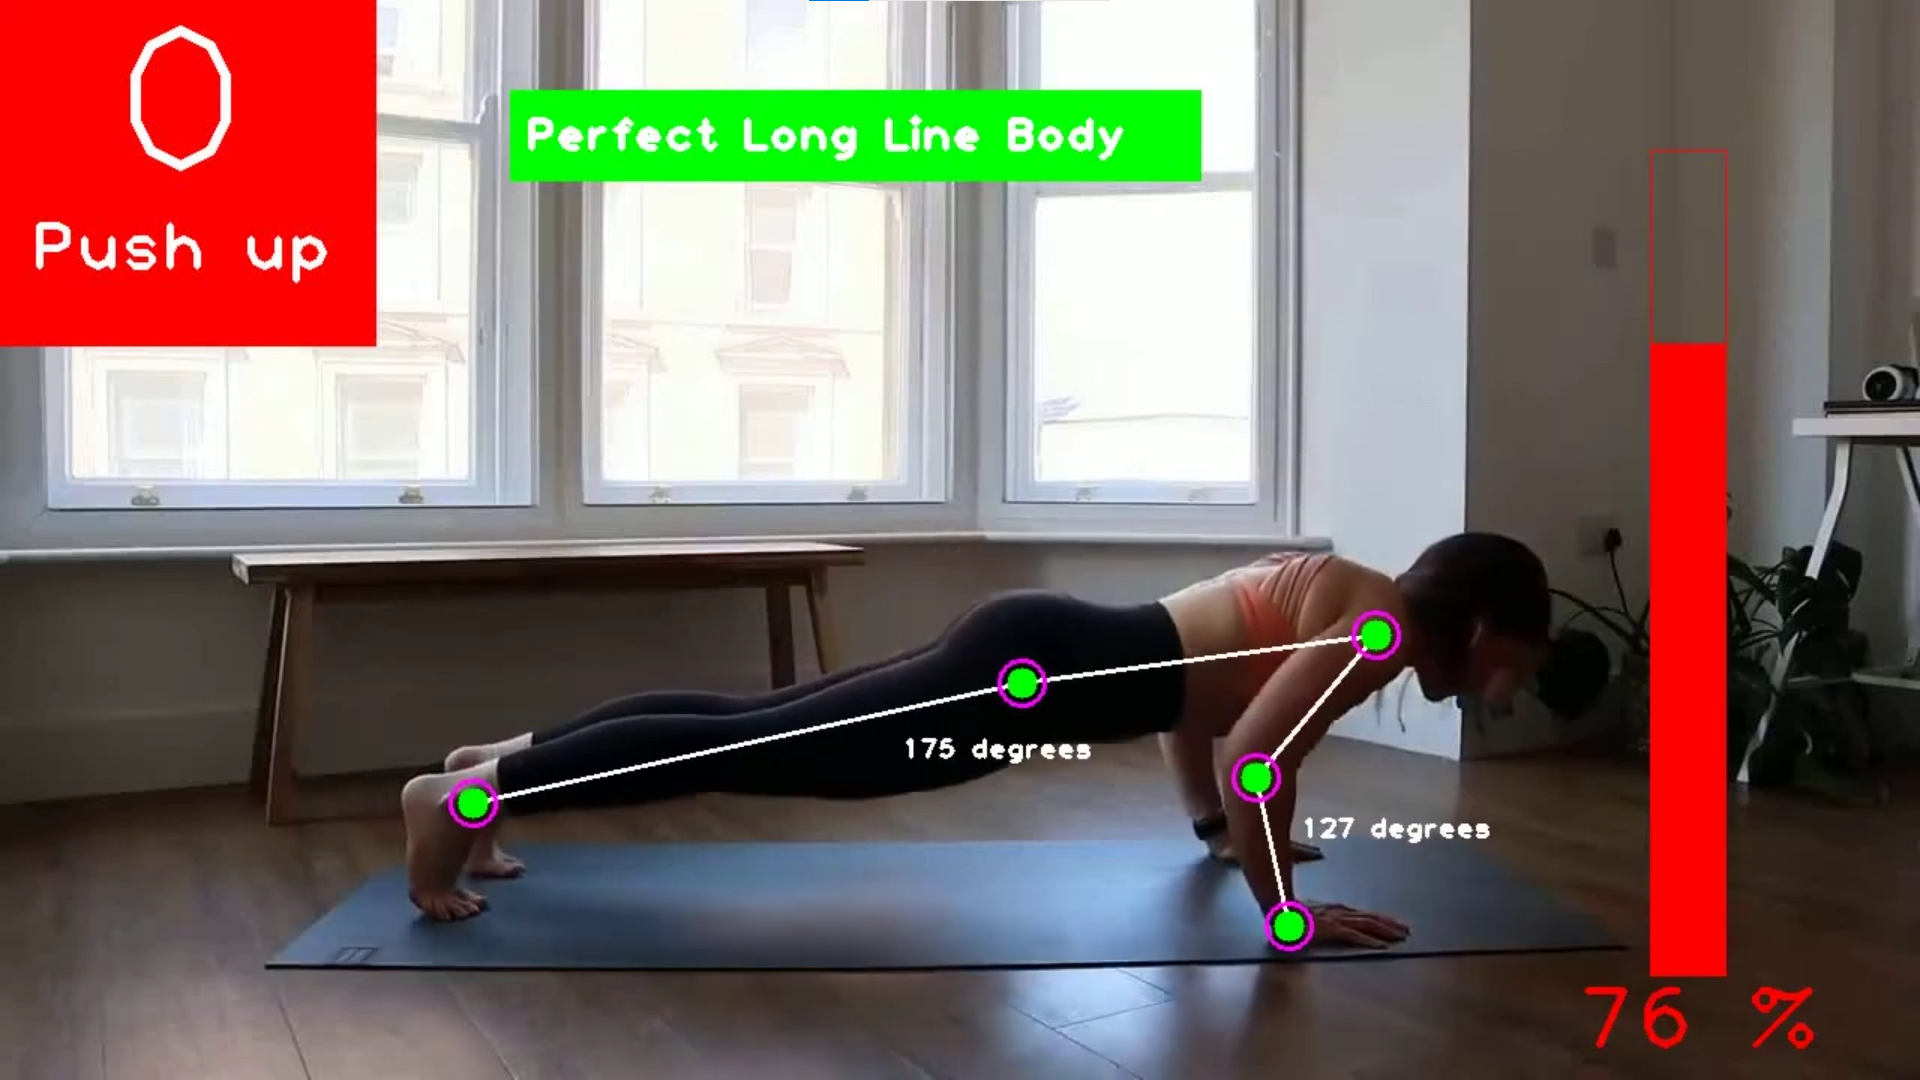 0
Push up
Perfect Long Line Body
175 degrees
127 degrees
76 %